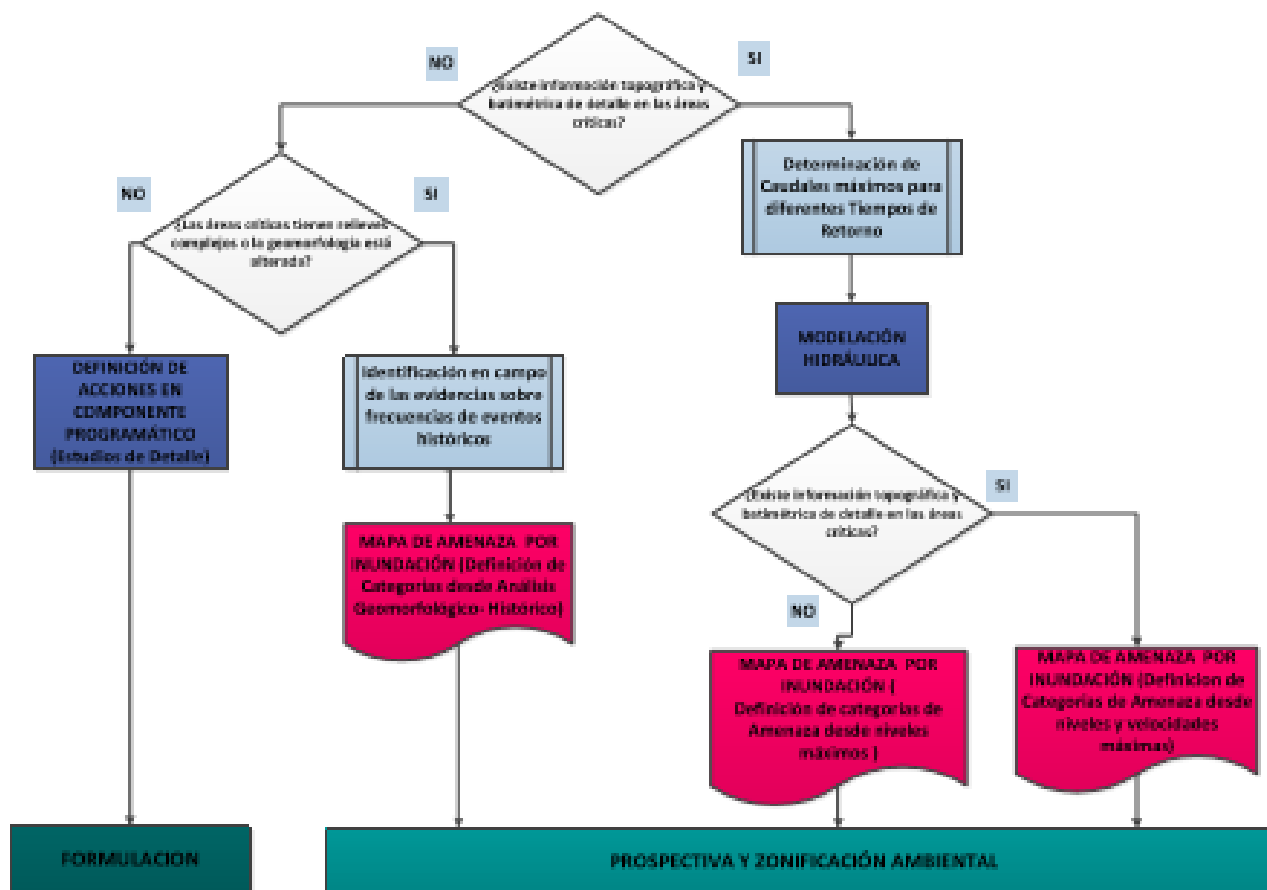 NO
SI
¿Existe información topográfica y
batimétrica de detalle en las áreas
críticas?
NO
SI
¿Las áreas críticas tienen relieves
complejos o la geomorfología está
alterada?
Determinación de
Caudales máximos para
diferentes Tiempos de
Retorno
MODELACIÓN
HIDRÁULICA
DEFINICIÓN DE
ACCIONES EN
COMPONENTE
PROGRAMÁTICO
(Estudios de Detalle)
Identificación en campo
de las evidencias sobre
frecuencias de eventos
históricos
SI
¿Existe información topográfica y
batimétrica de detalle en las áreas
críticas?
MAPA DE AMENAZA POR
INUNDACIÓN (Definición de
Categorías desde Análisis
Geomorfológico- Histórico)
NO
MAPA DE AMENAZA POR
INUNDACIÓN (
Definición de categorías de
Amenaza desde niveles
máximos )
MAPA DE AMENAZA POR
INUNDACIÓN (Definicion de
Categorías de Amenaza desde
niveles y velocidades
máximas)
FORMULACION
PROSPECTIVA Y ZONIFICACIÓN AMBIENTAL